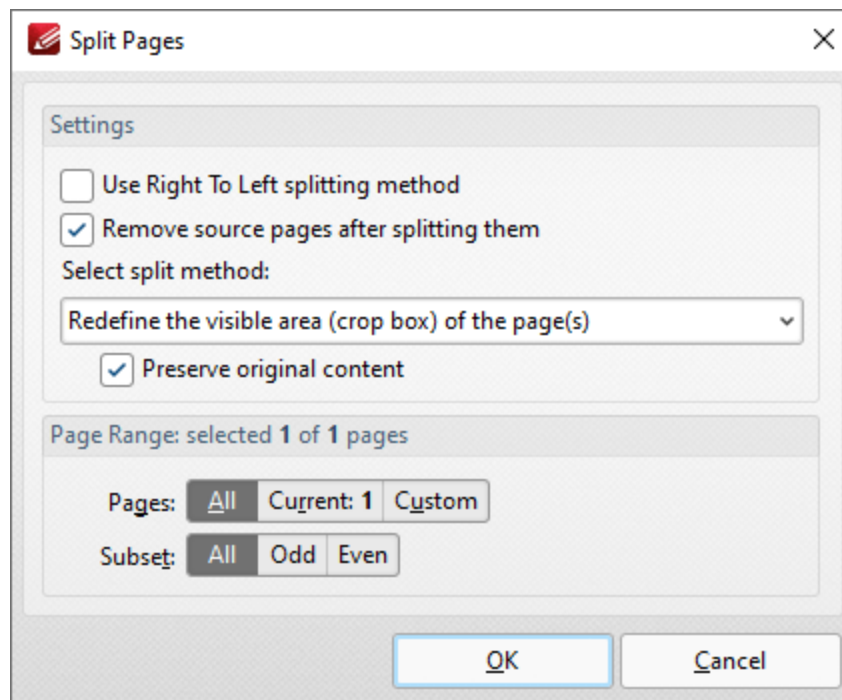 Split Pages
Settings
Use Right To Left splitting method
Remove source pages after splitting them
Select split method:
Redefine the visible area (crop box) of the page(s)
Preserve original content
Page Range: selected 1 of 1 pages
Pages: All Current: 1 Custom
Subset: All Odd Even
OK Cancel